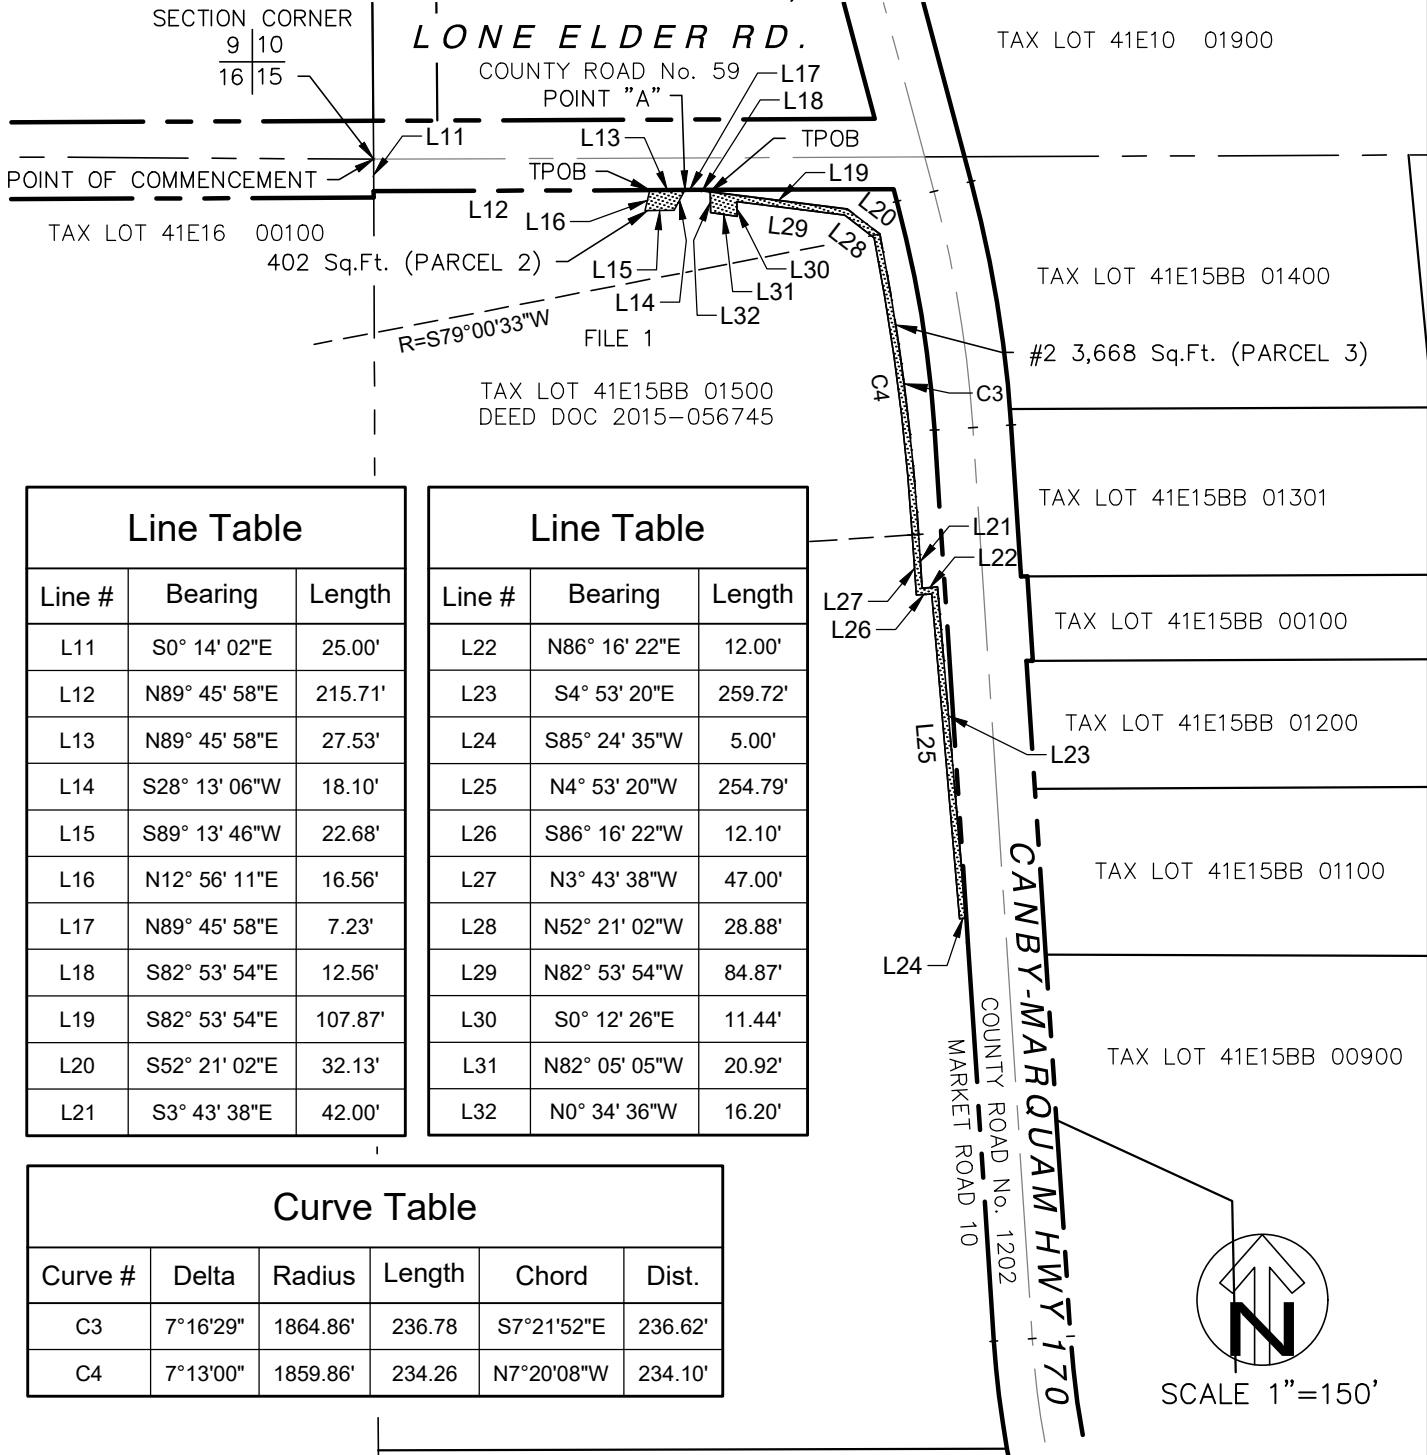 SECTION CORNER
9 10
16 15
LONE ELDER RD.
COUNTY ROAD No. 59
POINT "A"
L17
L18
TAX LOT 41E10 01900
L11
L13
TPOB
POINT OF COMMENCEMENT
TPOB
L19
L12
L16
L20
L29
L28
TAX LOT 41E16 00100
402 Sq.Ft. (PARCEL 2)
L15
L30
L31
L14
L32
TAX LOT 41E15BB 01400
R=S79°00'33"W
FILE 1
#2 3,668 Sq.Ft. (PARCEL 3)
C4
C3
TAX LOT 41E15BB 01500
DEED DOC 2015-056745
TAX LOT 41E15BB 01301
L21
L22
L27
L26
TAX LOT 41E15BB 00100
TAX LOT 41E15BB 01200
L25
L23
TAX LOT 41E15BB 01100
L24
CANBY-MARQUAM HWY 170
COUNTY ROAD No. 1202
MARKET ROAD 10
TAX LOT 41E15BB 00900
Line Table
Line # Bearing Length
L11 S0° 14' 02"E 25.00'
L12 N89° 45' 58"E 215.71'
L13 N89° 45' 58"E 27.53'
L14 S28° 13' 06"W 18.10'
L15 S89° 13' 46"W 22.68'
L16 N12° 56' 11"E 16.56'
L17 N89° 45' 58"E 7.23'
L18 S82° 53' 54"E 12.56'
L19 S82° 53' 54"E 107.87'
L20 S52° 21' 02"E 32.13'
L21 S3° 43' 38"E 42.00'
Line Table
Line # Bearing Length
L22 N86° 16' 22"E 12.00'
L23 S4° 53' 20"E 259.72'
L24 S85° 24' 35"W 5.00'
L25 N4° 53' 20"W 254.79'
L26 S86° 16' 22"W 12.10'
L27 N3° 43' 38"W 47.00'
L28 N52° 21' 02"W 28.88'
L29 N82° 53' 54"W 84.87'
L30 S0° 12' 26"E 11.44'
L31 N82° 05' 05"W 20.92'
L32 N0° 34' 36"W 16.20'
Curve Table
Curve # Delta Radius Length Chord Dist.
C3 7°16'29" 1864.86' 236.78 S7°21'52"E 236.62'
C4 7°13'00" 1859.86' 234.26 N7°20'08"W 234.10'
N
SCALE 1"=150'